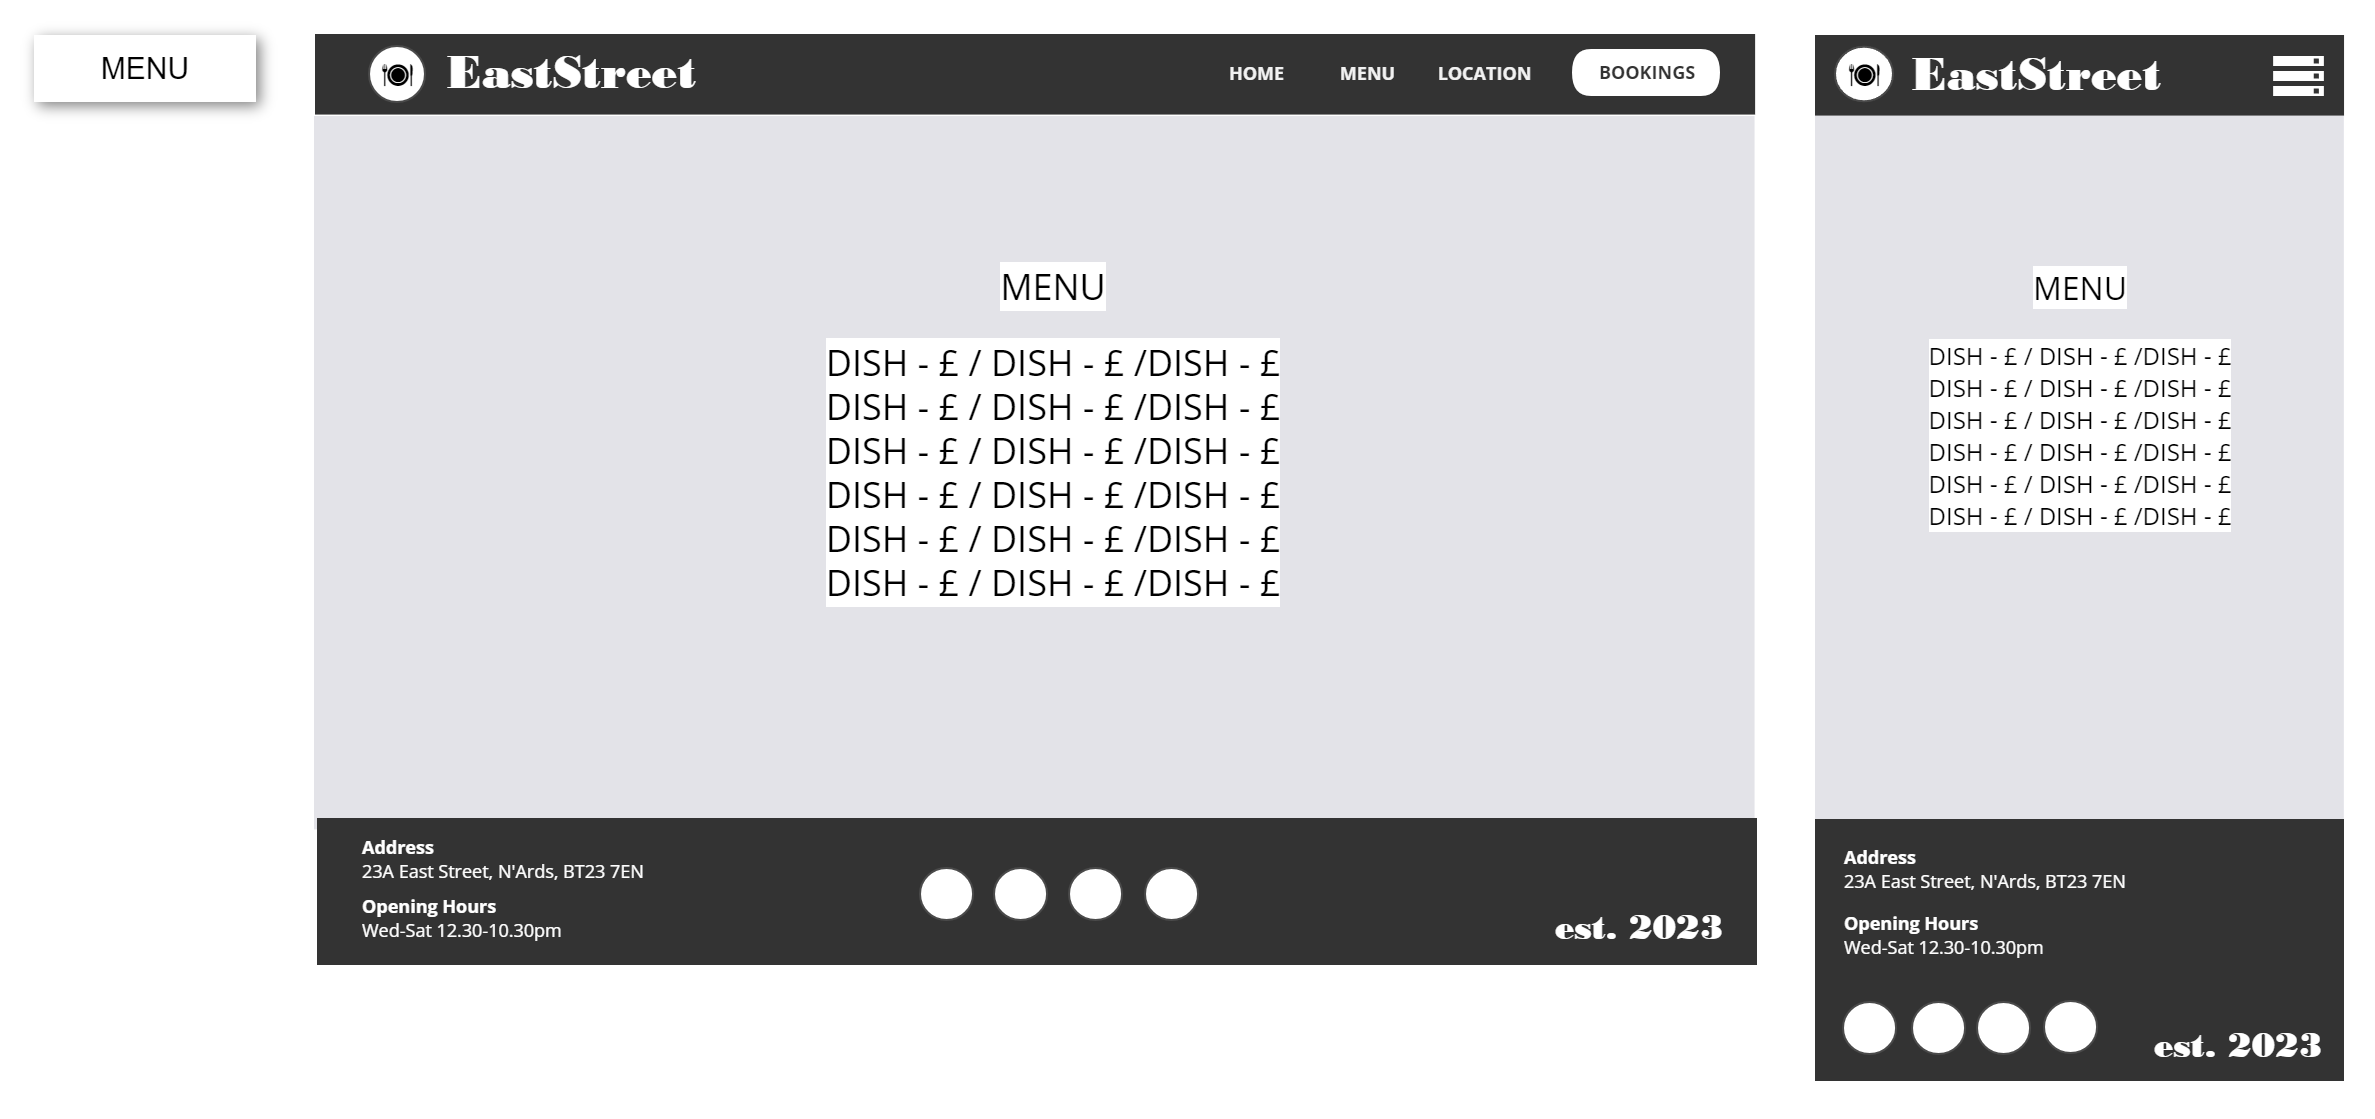 MENU
EastStreet
HOME MENU LOCATION BOOKINGS
MENU
DISH - £ / DISH - £ /DISH - £
DISH - £ / DISH - £ /DISH - £
DISH - £ / DISH - £ /DISH - £
DISH - £ / DISH - £ /DISH - £
DISH - £ / DISH - £ /DISH - £
DISH - £ / DISH - £ /DISH - £
Address
23A East Street, N'Ards, BT23 7EN
Opening Hours
Wed-Sat 12.30-10.30pm
est. 2023
EastStreet
MENU
DISH - £ / DISH - £ /DISH - £
DISH - £ / DISH - £ /DISH - £
DISH - £ / DISH - £ /DISH - £
DISH - £ / DISH - £ /DISH - £
DISH - £ / DISH - £ /DISH - £
DISH - £ / DISH - £ /DISH - £
Address
23A East Street, N'Ards, BT23 7EN
Opening Hours
Wed-Sat 12.30-10.30pm
est. 2023